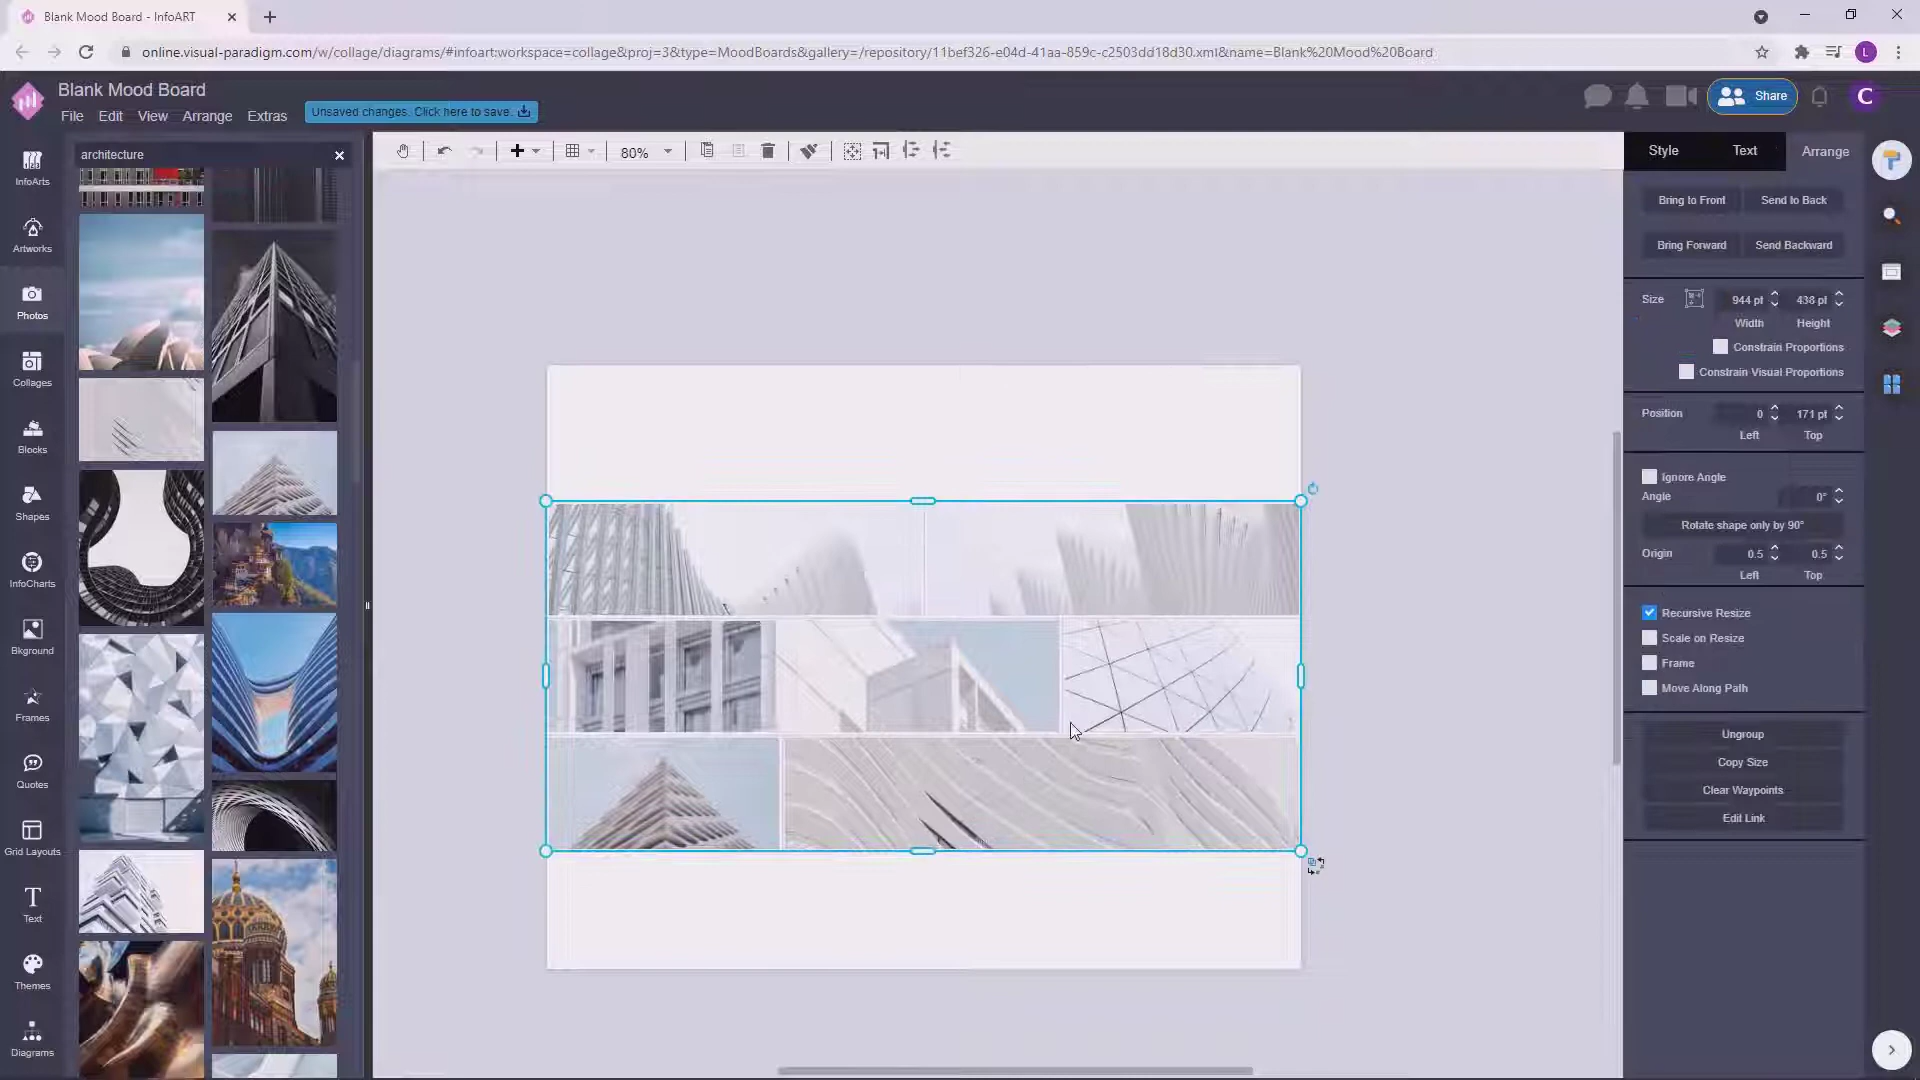 Blank Mood Board - InfoART
online.visual-paradigm.com/w/collage/diagrams/#infoart:workspace=collage&proj=3&type=MoodBoards&gallery=/repository/11bef326-e04d-41aa-859c-c2503dd18d30.xml&name=Blank%20Mood%20Board
L
Blank Mood Board
File Edit View Arrange Extras
Unsaved changes. Click here to save.
Share
C
InfoArts
Artworks
Photos
Collages
Blocks
Shapes
InfoCharts
Bkground
Frames
Quotes
Grid Layouts
T
Text
Themes
Diagrams
architecture
80%
Style Text Arrange
Bring to Front Send to Back
Bring Forward Send Backward
Size 944 pt 438 pt
Width Height
Constrain Proportions
Constrain Visual Proportions
Position 0 171 pt
Left Top
Ignore Angle
Angle 0°
Rotate shape only by 90°
Origin 0.5 0.5
Left Top
Recursive Resize
Scale on Resize
Frame
Move Along Path
Ungroup
Copy Size
Clear Waypoints
Edit Link